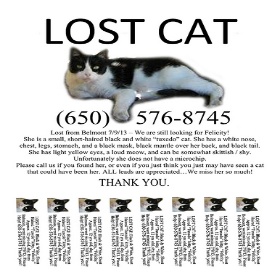 LOST CAT
(650) 576-8745
Lost from Belmont 7/9/13 – We are still looking for Felicity!
She is a small, short-haired black and white "tuxedo" cat. She has a white nose,
chest, legs, stomach, and a black mask, black mantle over her back, and black tail.
She has light yellow eyes, a loud meow, and can be somewhat skittish / shy.
Unfortunately she does not have a microchip.
Please call us if you found her, or even if you think you just may have seen a cat
that could have been her. ALL leads are appreciated…We miss her so much!
THANK YOU.